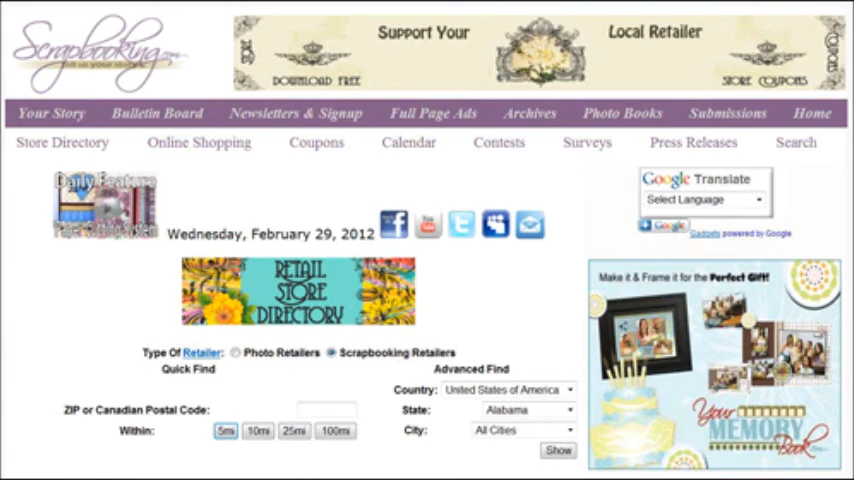 Scrapbooking.com
Support Your
Local Retailer
DOWNLOAD FREE
STORE COUPONS
Your Story
Bulletin Board
Newsletters & Signup
Full Page Ads
Archives
Photo Books
Submissions
Home
Store Directory
Online Shopping
Coupons
Calendar
Contests
Surveys
Press Releases
Search
Daily Feature
Wednesday, February 29, 2012
f
You Tube
t
Google Translate
Select Language
Google
Gadgets powered by Google
RETAIL
STORE
DIRECTORY
Make it & Frame it for the Perfect Gift!
Type Of Retailer: Photo Retailers Scrapbooking Retailers
Quick Find
Advanced Find
Country: United States of America
ZIP or Canadian Postal Code:
State: Alabama
Within: 5mi 10mi 25mi 100mi
City: All Cities
Show
Your
MEMORY
Book